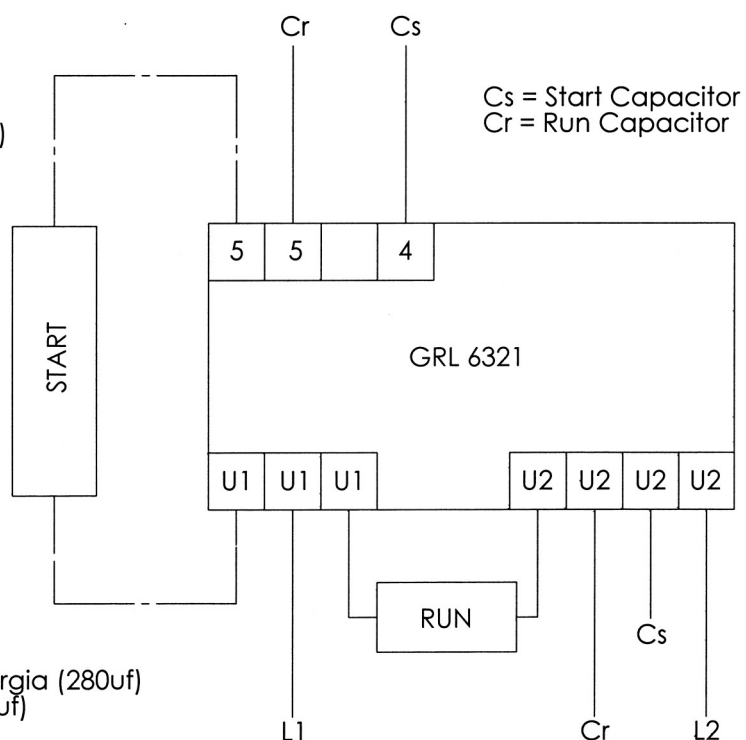 Cr Cs
Cs = Start Capacitor
Cr = Run Capacitor
)
5 5 4
START
GRL 6321
U1 U1 U1 U2 U2 U2 U2
RUN
Cs
rgia (280uf)
uf)
L1 Cr L2